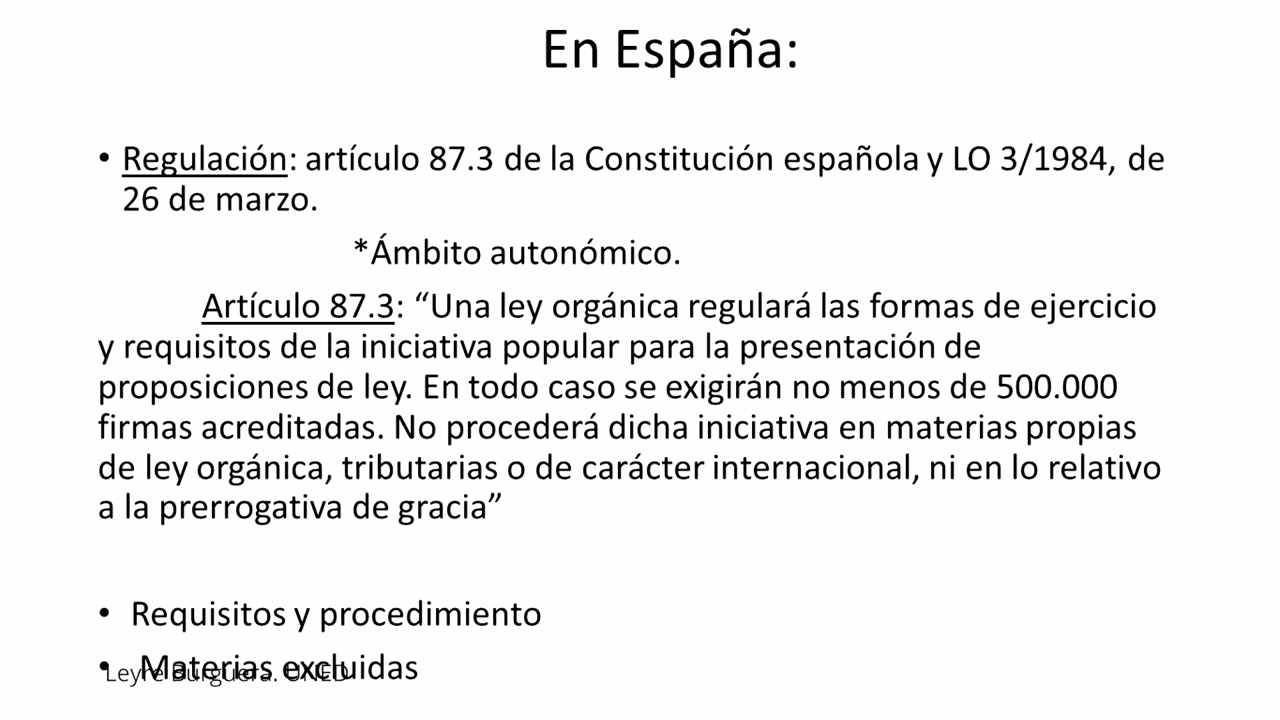 En España:
• Regulación: artículo 87.3 de la Constitución española y LO 3/1984, de
26 de marzo.
*Ámbito autonómico.
Artículo 87.3: “Una ley orgánica regulará las formas de ejercicio
y requisitos de la iniciativa popular para la presentación de
proposiciones de ley. En todo caso se exigirán no menos de 500.000
firmas acreditadas. No procederá dicha iniciativa en materias propias
de ley orgánica, tributarias o de carácter internacional, ni en lo relativo
a la prerrogativa de gracia”
• Requisitos y procedimiento
• Materias excluidas
Leyre Burguera. UNED